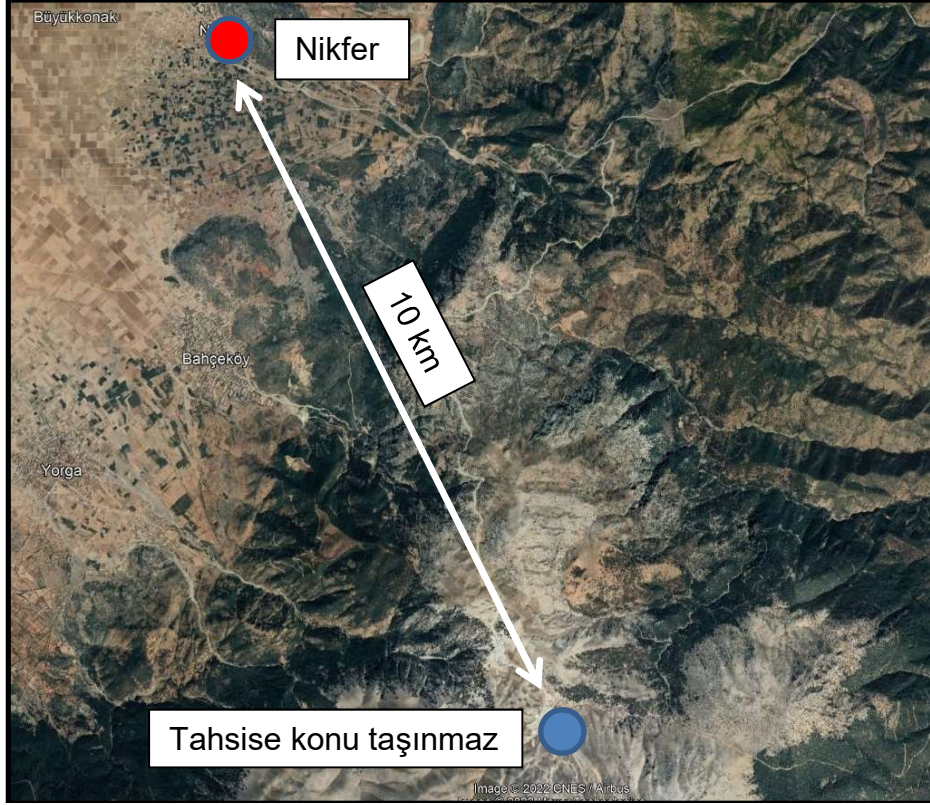 Büyükkonak
Nikfer
10 km
Bahçeköy
Yorga
Tahsise konu taşınmaz
Image © 2022 CNES / Airbus